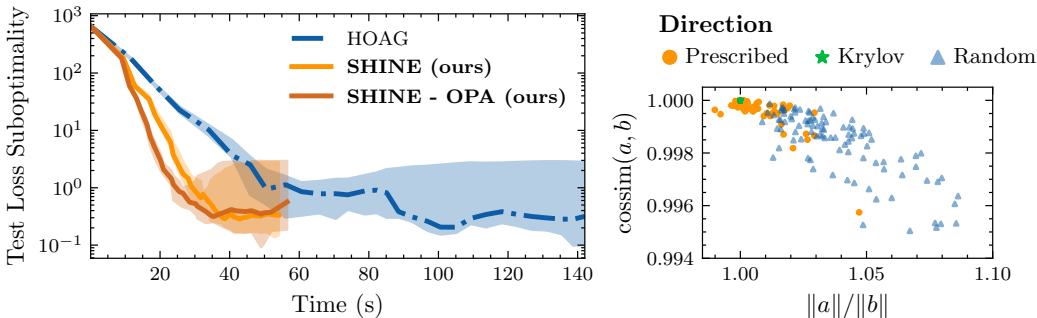 Test Loss Suboptimality
10³
10²
10¹
10⁰
10⁻¹
20 40 60 80 100 120 140
Time (s)
HOAG
SHINE (ours)
SHINE - OPA (ours)
Direction
Prescribed Krylov Random
cossim(a, b)
1.000
0.998
0.996
0.994
1.00 1.05 1.10
‖a‖/‖b‖